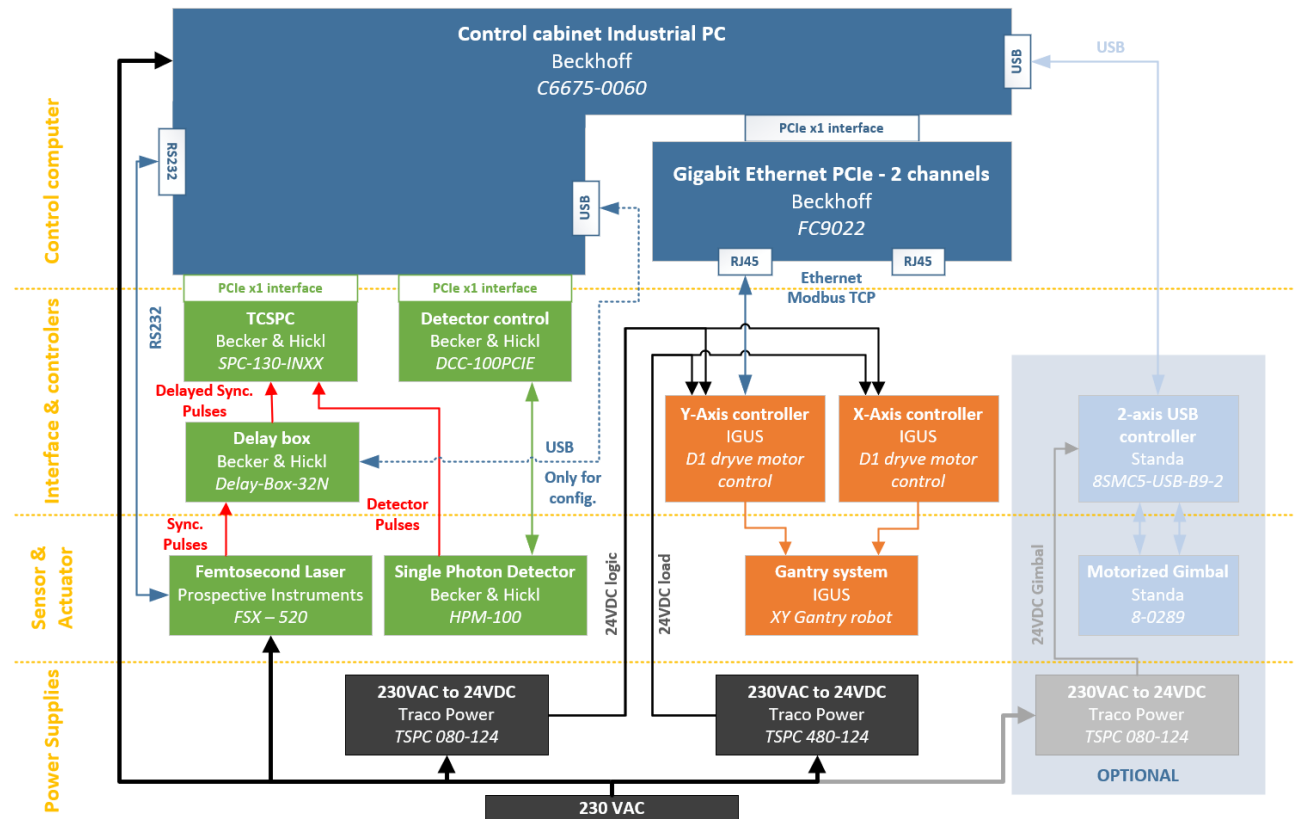 Control computer
Control cabinet Industrial PC
Beckhoff
C6675-0060
USB
USB
RS232
USB
PCIe x1 interface
Gigabit Ethernet PCIe - 2 channels
Beckhoff
FC9022
RJ45
RJ45
Ethernet
Modbus TCP
Interface & controlers
RS232
PCIe x1 interface
TCSPC
Becker & Hickl
SPC-130-INXX
PCIe x1 interface
Detector control
Becker & Hickl
DCC-100PCIE
Delayed Sync.
Pulses
Delay box
Becker & Hickl
Delay-Box-32N
USB
Only for
config.
Detector
Pulses
Sync.
Pulses
Y-Axis controller
IGUS
D1 dryve motor
control
X-Axis controller
IGUS
D1 dryve motor
control
2-axis USB
controller
Standa
8SMC5-USB-B9-2
Sensor &
Actuator
Femtosecond Laser
Prospective Instruments
FSX – 520
Single Photon Detector
Becker & Hickl
HPM-100
24VDC logic
24VDC load
Gantry system
IGUS
XY Gantry robot
24VDC Gimbal
Motorized Gimbal
Standa
8-0289
Power Supplies
230VAC to 24VDC
Traco Power
TSPC 080-124
230VAC to 24VDC
Traco Power
TSPC 480-124
230VAC to 24VDC
Traco Power
TSPC 080-124
OPTIONAL
230 VAC